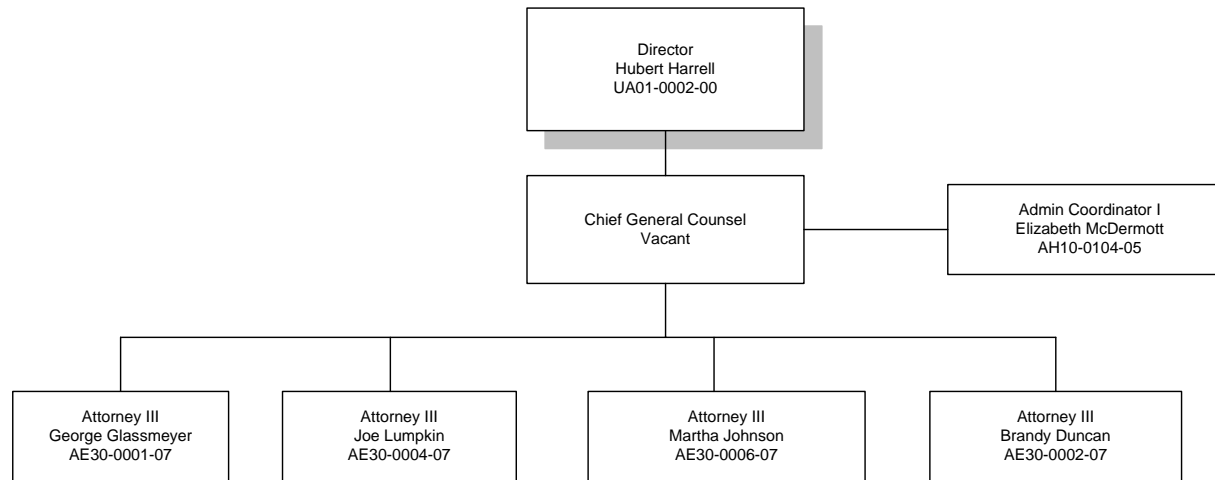 Director
Hubert Harrell
UA01-0002-00
Chief General Counsel
Vacant
Admin Coordinator I
Elizabeth McDermott
AH10-0104-05
Attorney III
George Glassmeyer
AE30-0001-07
Attorney III
Joe Lumpkin
AE30-0004-07
Attorney III
Martha Johnson
AE30-0006-07
Attorney III
Brandy Duncan
AE30-0002-07